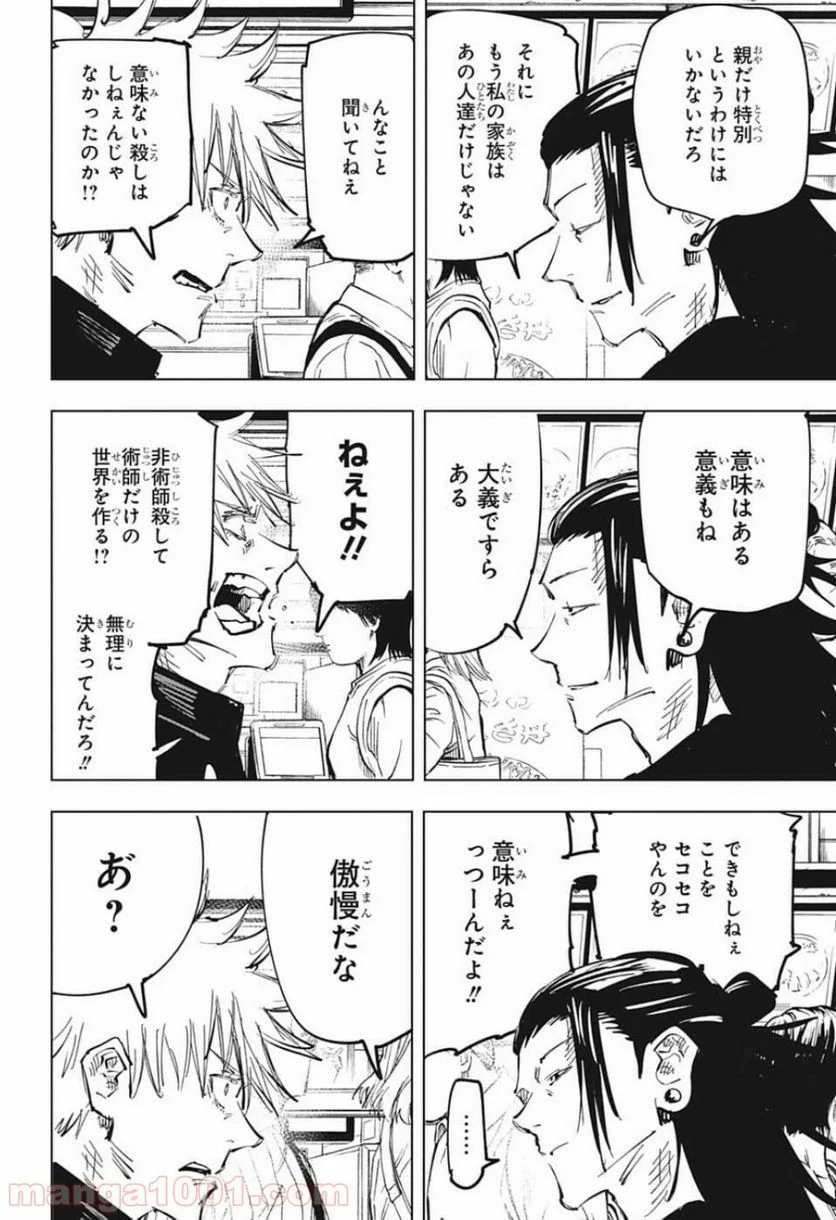 親だけ特別
というわけには
いかないだろ
それに
もう私の家族は
あの人達だけじゃない
んなこと
聞いてねえ
意味ない殺しは
しねぇんじゃ
なかったのか!?
意味はある
意義もね
大義ですら
ある
ねぇよ!!
非術師殺して
術師だけの
世界を作る!?
無理に
決まってんだろ!!
できもしねぇ
ことを
セコセコ
やんのを
意味ねぇ
っつーんだよ!!
……
傲慢だな
あ゛?
manga1001.com